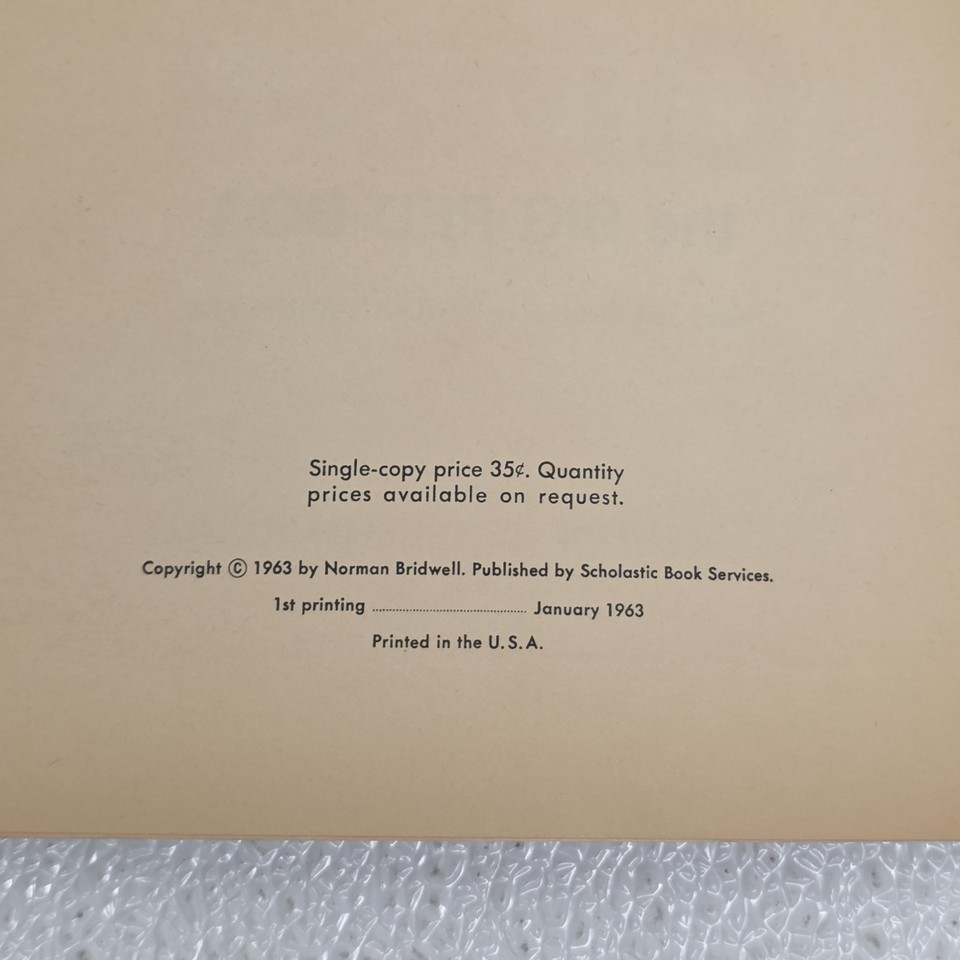 Single-copy price 35¢. Quantity
prices available on request.
Copyright © 1963 by Norman Bridwell. Published by Scholastic Book Services.
1st printing ............................................ January 1963
Printed in the U.S.A.